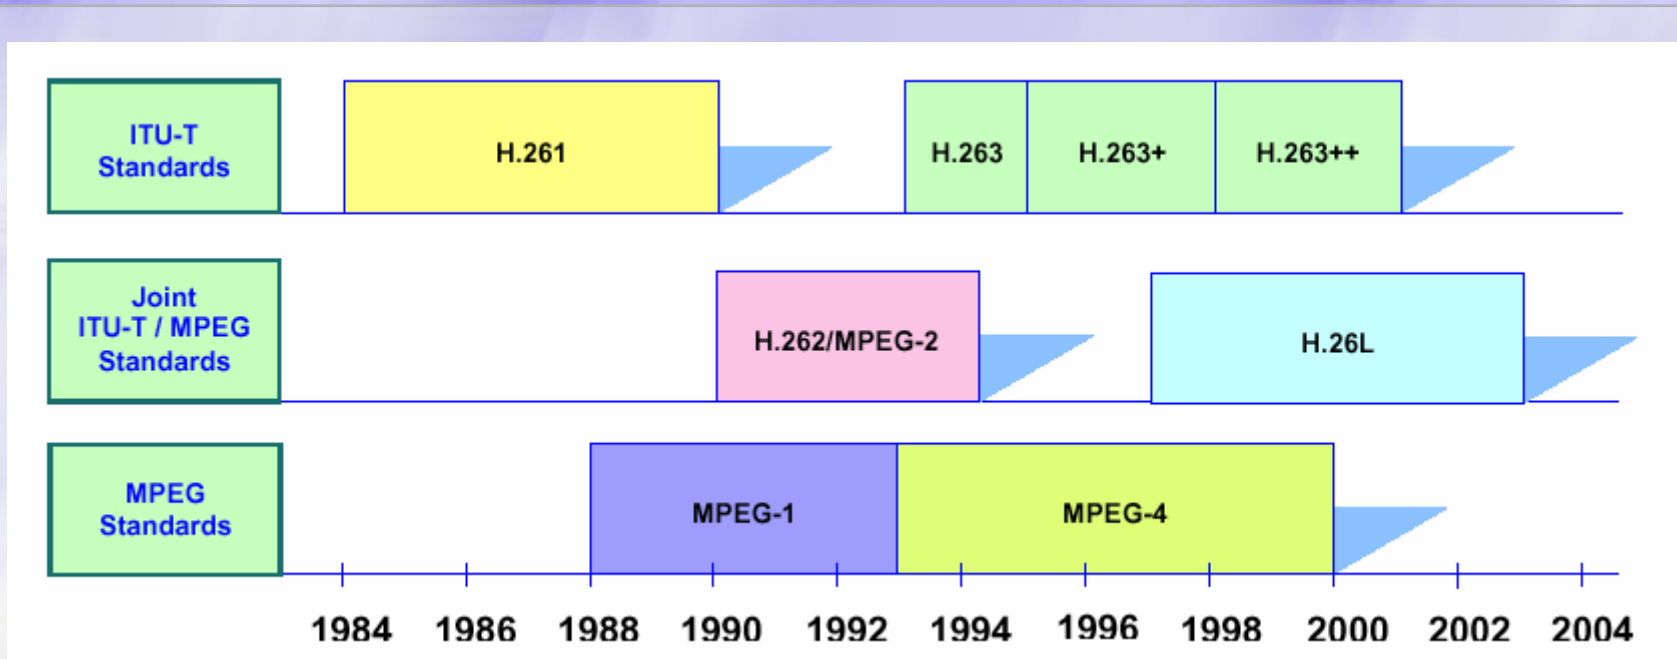 ITU-T
Standards
H.261
H.263
H.263+
H.263++
Joint
ITU-T / MPEG
Standards
H.262/MPEG-2
H.26L
MPEG
Standards
MPEG-1
MPEG-4
1984 1986 1988 1990 1992 1994 1996 1998 2000 2002 2004